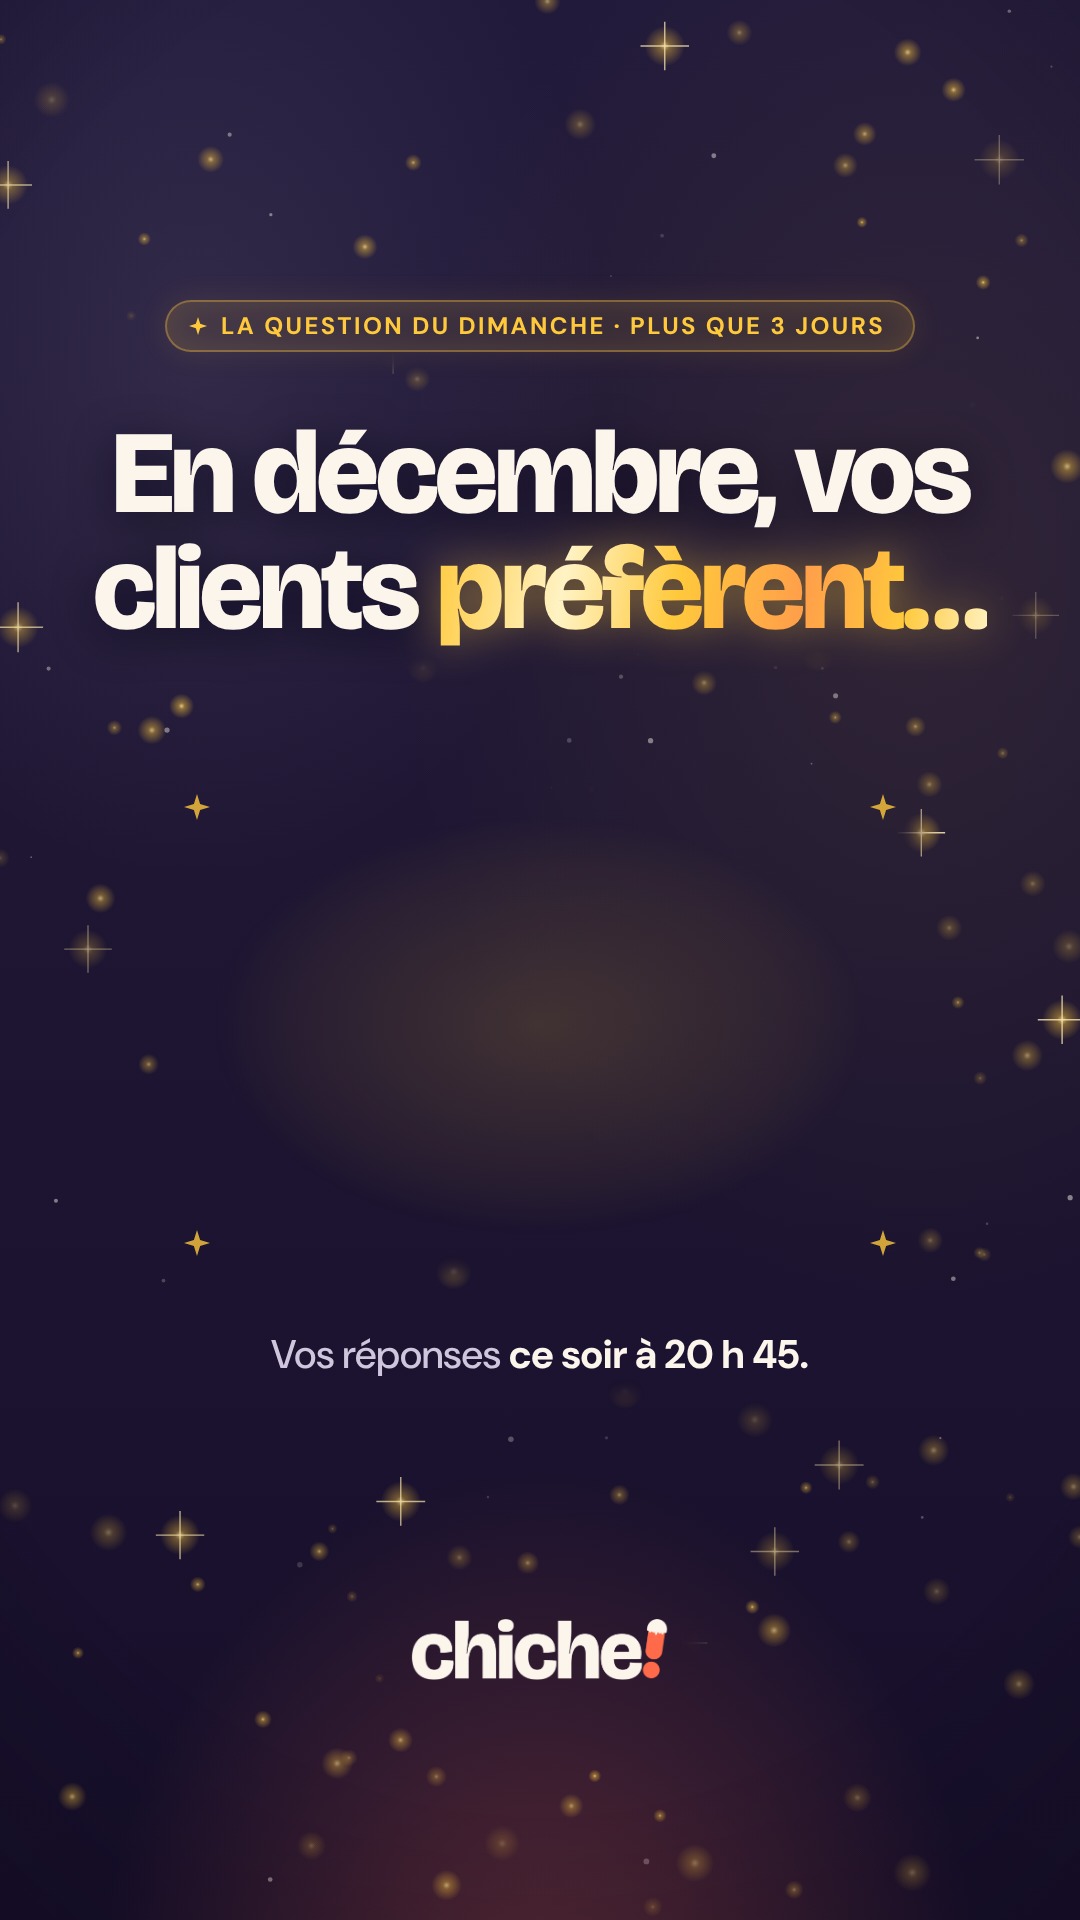 LA QUESTION DU DIMANCHE · PLUS QUE 3 JOURS
En décembre, vos
clients préfèrent...
Vos réponses ce soir à 20 h 45.
chiche!